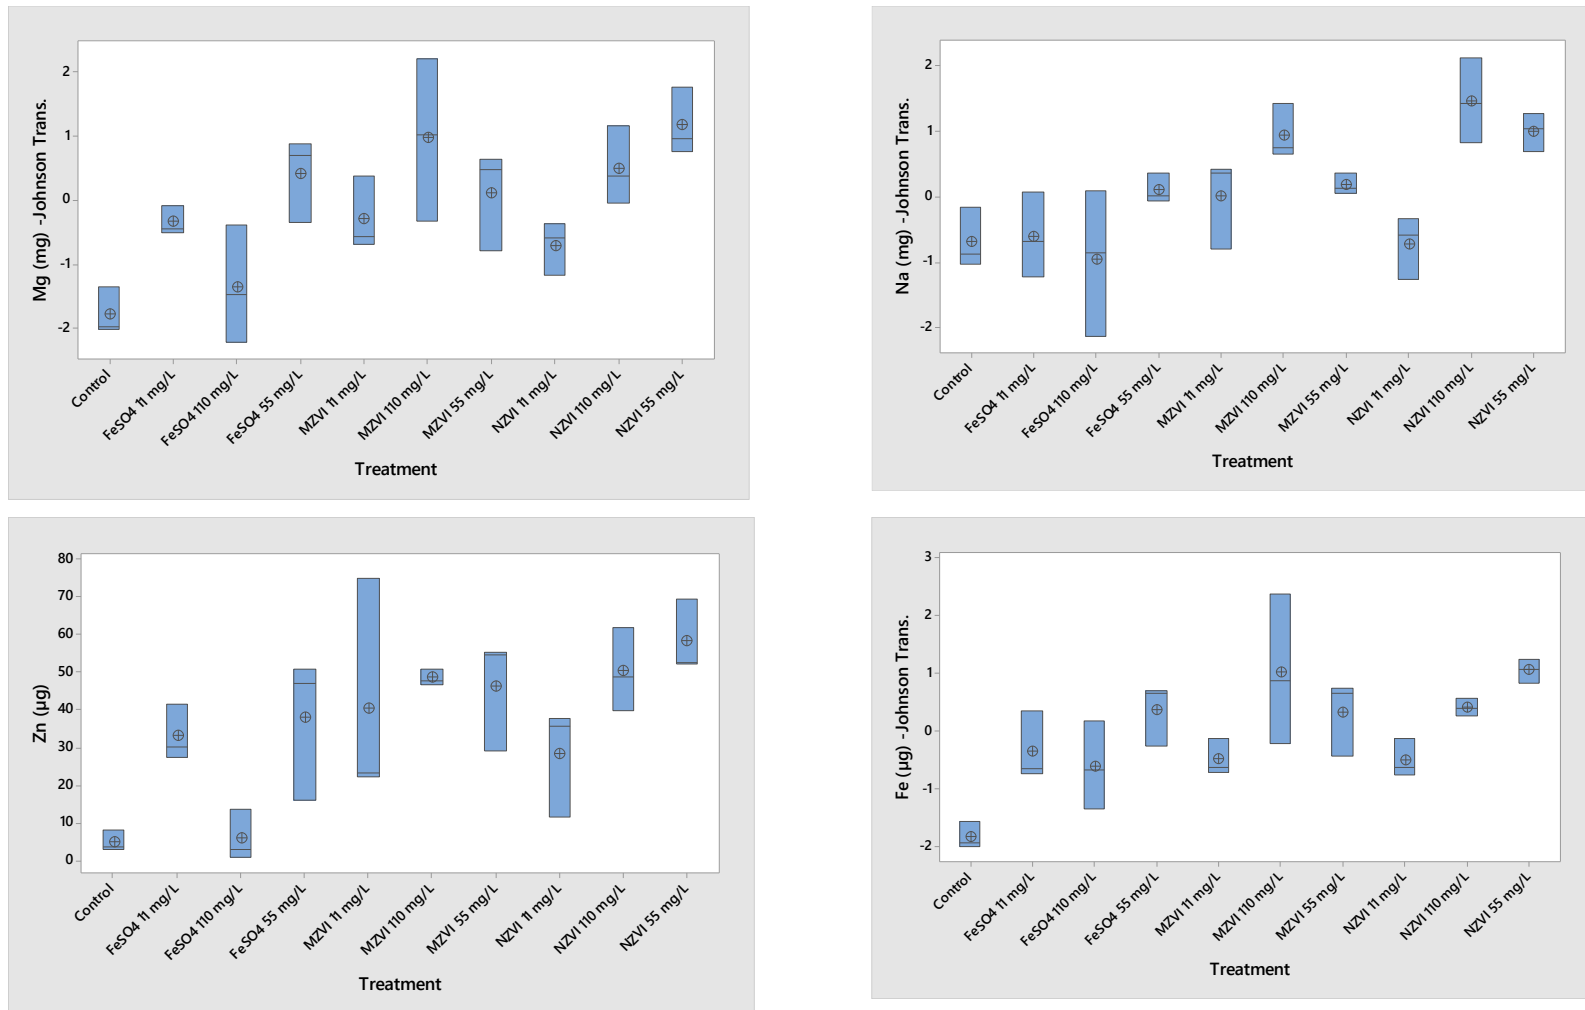 Mg (mg) -Johnson Trans.
2
1
0
-1
-2
Control
FeSO4 11 mg/L
FeSO4 110 mg/L
FeSO4 55 mg/L
MZVI 11 mg/L
MZVI 110 mg/L
MZVI 55 mg/L
NZVI 11 mg/L
NZVI 110 mg/L
NZVI 55 mg/L
Treatment
Na (mg) -Johnson Trans.
2
1
0
-1
-2
Control
FeSO4 11 mg/L
FeSO4 110 mg/L
FeSO4 55 mg/L
MZVI 11 mg/L
MZVI 110 mg/L
MZVI 55 mg/L
NZVI 11 mg/L
NZVI 110 mg/L
NZVI 55 mg/L
Treatment
Zn (µg)
80
70
60
50
40
30
20
10
0
Control
FeSO4 11 mg/L
FeSO4 110 mg/L
FeSO4 55 mg/L
MZVI 11 mg/L
MZVI 110 mg/L
MZVI 55 mg/L
NZVI 11 mg/L
NZVI 110 mg/L
NZVI 55 mg/L
Treatment
Fe (µg) -Johnson Trans.
3
2
1
0
-1
-2
Control
FeSO4 11 mg/L
FeSO4 110 mg/L
FeSO4 55 mg/L
MZVI 11 mg/L
MZVI 110 mg/L
MZVI 55 mg/L
NZVI 11 mg/L
NZVI 110 mg/L
NZVI 55 mg/L
Treatment